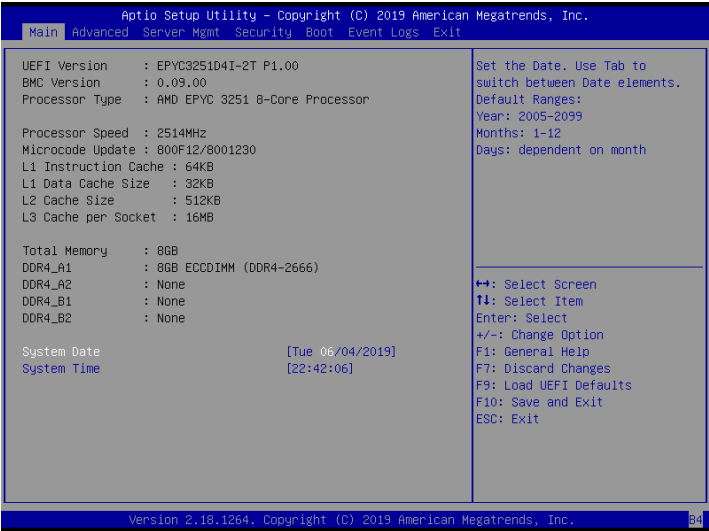 Aptio Setup Utility – Copyright (C) 2019 American Megatrends, Inc.
Main Advanced Server Mgmt Security Boot Event Logs Exit
UEFI Version : EPYC3251D4I-2T P1.00
BMC Version : 0.09.00
Processor Type : AMD EPYC 3251 8-Core Processor
Processor Speed : 2514MHz
Microcode Update : 800F12/8001230
L1 Instruction Cache : 64KB
L1 Data Cache Size : 32KB
L2 Cache Size : 512KB
L3 Cache per Socket : 16MB
Total Memory : 8GB
DDR4_A1 : 8GB ECCDIMM (DDR4-2666)
DDR4_A2 : None
DDR4_B1 : None
DDR4_B2 : None
System Date [Tue 06/04/2019]
System Time [22:42:06]
Set the Date. Use Tab to
switch between Date elements.
Default Ranges:
Year: 2005-2099
Months: 1-12
Days: dependent on month
↔: Select Screen
↑↓: Select Item
Enter: Select
+/-: Change Option
F1: General Help
F7: Discard Changes
F9: Load UEFI Defaults
F10: Save and Exit
ESC: Exit
Version 2.18.1264. Copyright (C) 2019 American Megatrends, Inc.
B4